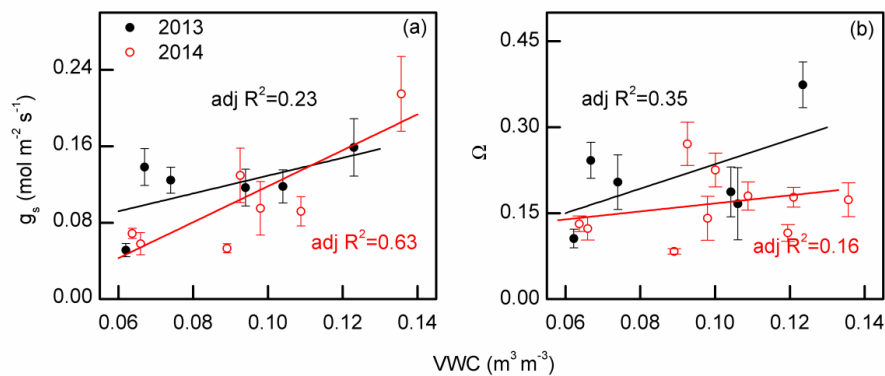 (a)
2013
2014
adj R²=0.23
adj R²=0.63
gₛ (mol m⁻² s⁻¹)
0.24
0.16
0.08
0.00
0.06 0.08 0.10 0.12 0.14
(b)
adj R²=0.35
adj R²=0.16
Ω
0.45
0.30
0.15
0.00
0.06 0.08 0.10 0.12 0.14
VWC (m³ m⁻³)